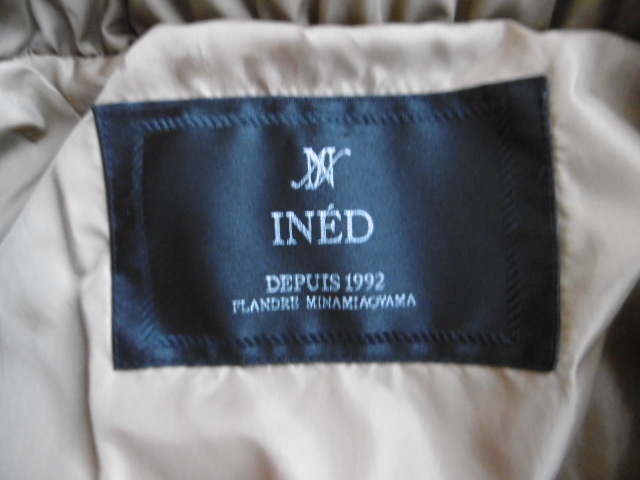 INÉD
DEPUIS 1992
FLANDRE MINAMIAOYAMA